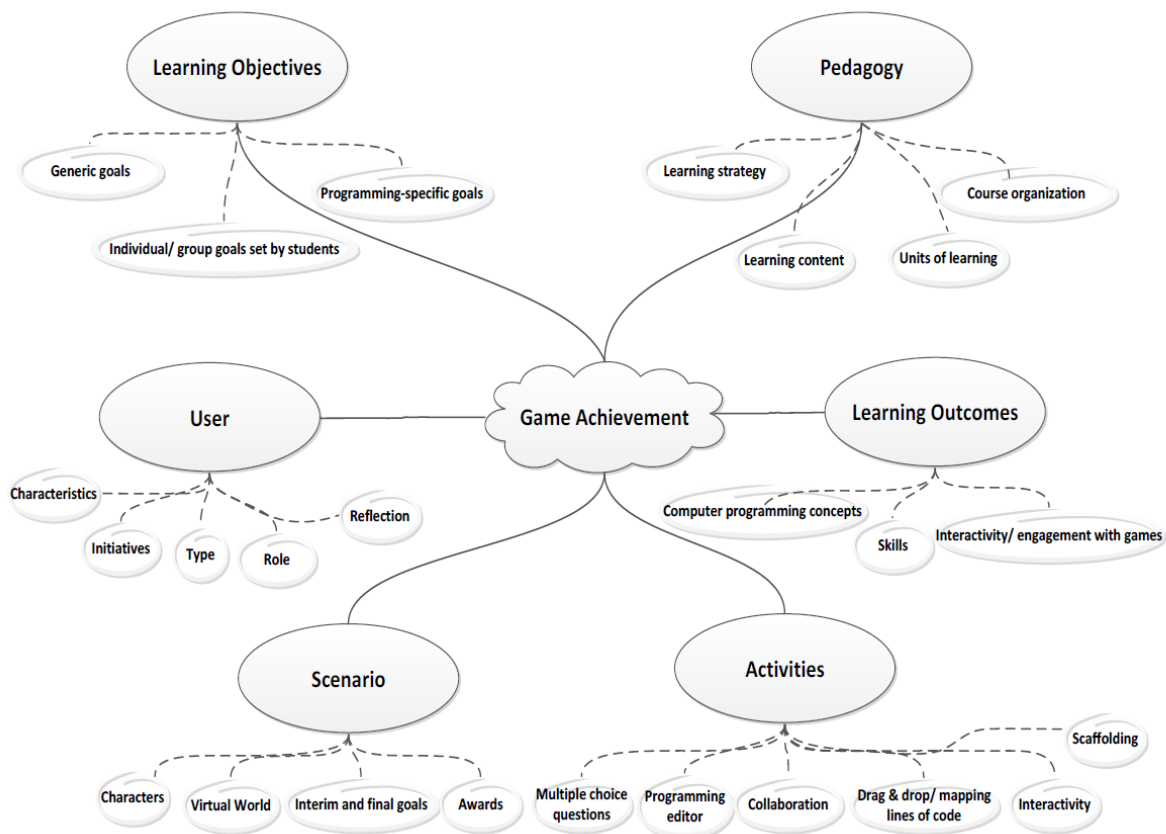 Learning Objectives
Pedagogy
Generic goals
Programming-specific goals
Individual/ group goals set by students
Learning strategy
Course organization
Learning content
Units of learning
User
Game Achievement
Learning Outcomes
Characteristics
Initiatives
Type
Role
Reflection
Computer programming concepts
Skills
Interactivity/ engagement with games
Scenario
Activities
Characters
Virtual World
Interim and final goals
Awards
Multiple choice
questions
Programming
editor
Collaboration
Drag & drop/ mapping
lines of code
Interactivity
Scaffolding